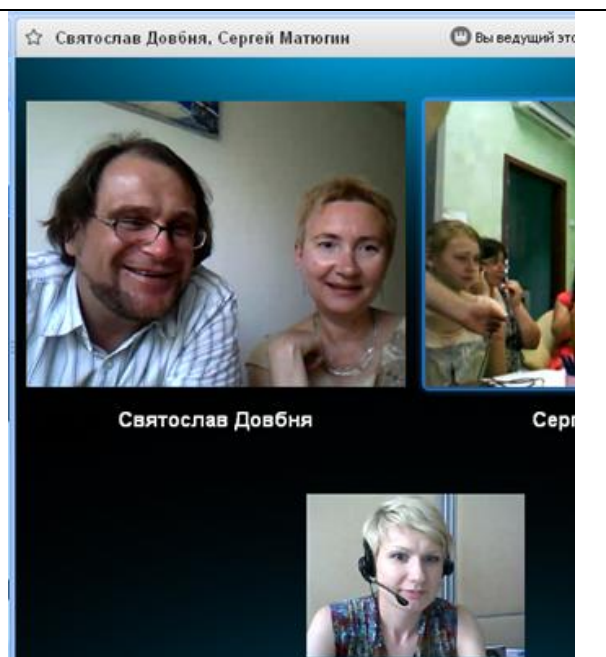 Святослав Довбня, Сергей Матюгин
Вы ведущий
Святослав Довбня